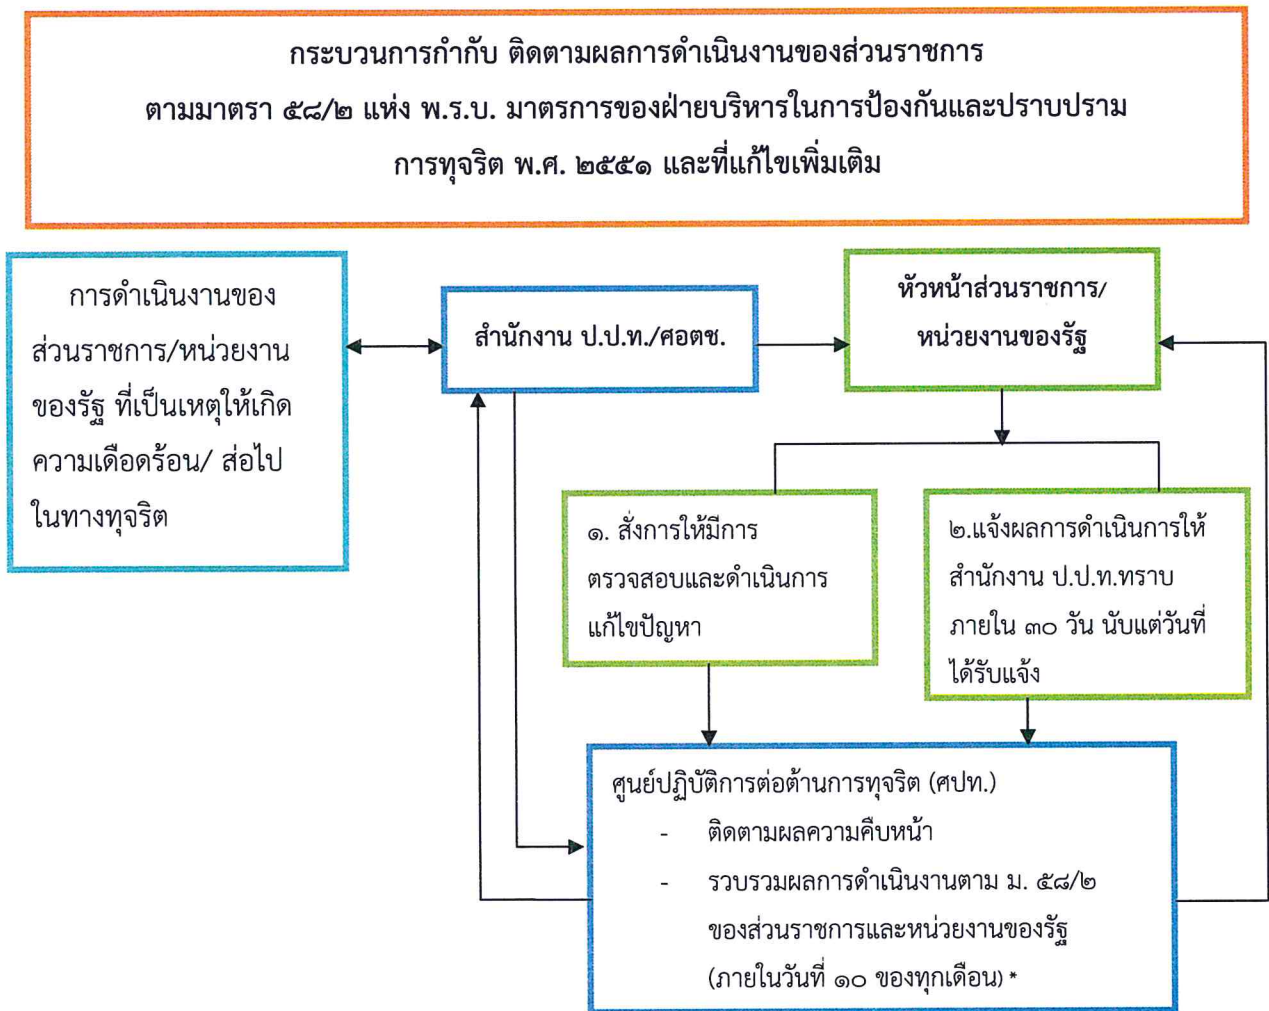 กระบวนการกำกับ ติดตามผลการดำเนินงานของส่วนราชการ
ตามมาตรา ๕๘/๒ แห่ง พ.ร.บ. มาตรการของฝ่ายบริหารในการป้องกันและปราบปราม
การทุจริต พ.ศ. ๒๕๕๑ และที่แก้ไขเพิ่มเติม
การดำเนินงานของ
ส่วนราชการ/หน่วยงาน
ของรัฐ ที่เป็นเหตุให้เกิด
ความเดือดร้อน/ ส่อไป
ในทางทุจริต
สำนักงาน ป.ป.ท./ศอตช.
หัวหน้าส่วนราชการ/
หน่วยงานของรัฐ
๑. สั่งการให้มีการ
ตรวจสอบและดำเนินการ
แก้ไขปัญหา
๒.แจ้งผลการดำเนินการให้
สำนักงาน ป.ป.ท.ทราบ
ภายใน ๓๐ วัน นับแต่วันที่
ได้รับแจ้ง
ศูนย์ปฏิบัติการต่อต้านการทุจริต (ศปท.)
- ติดตามผลความคืบหน้า
- รวบรวมผลการดำเนินงานตาม ม. ๕๘/๒
ของส่วนราชการและหน่วยงานของรัฐ
(ภายในวันที่ ๑๐ ของทุกเดือน) *